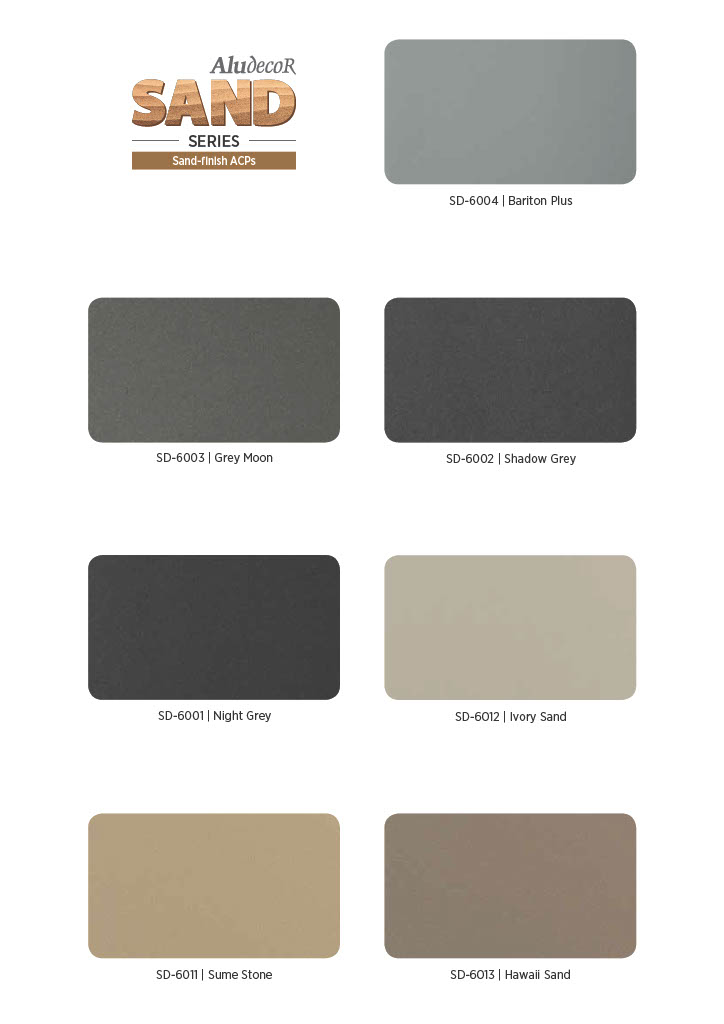 AludecoR
SAND
SERIES
Sand-finish ACPs
SD-6004 | Bariton Plus
SD-6003 | Grey Moon
SD-6002 | Shadow Grey
SD-6001 | Night Grey
SD-6012 | Ivory Sand
SD-6011 | Sume Stone
SD-6013 | Hawaii Sand